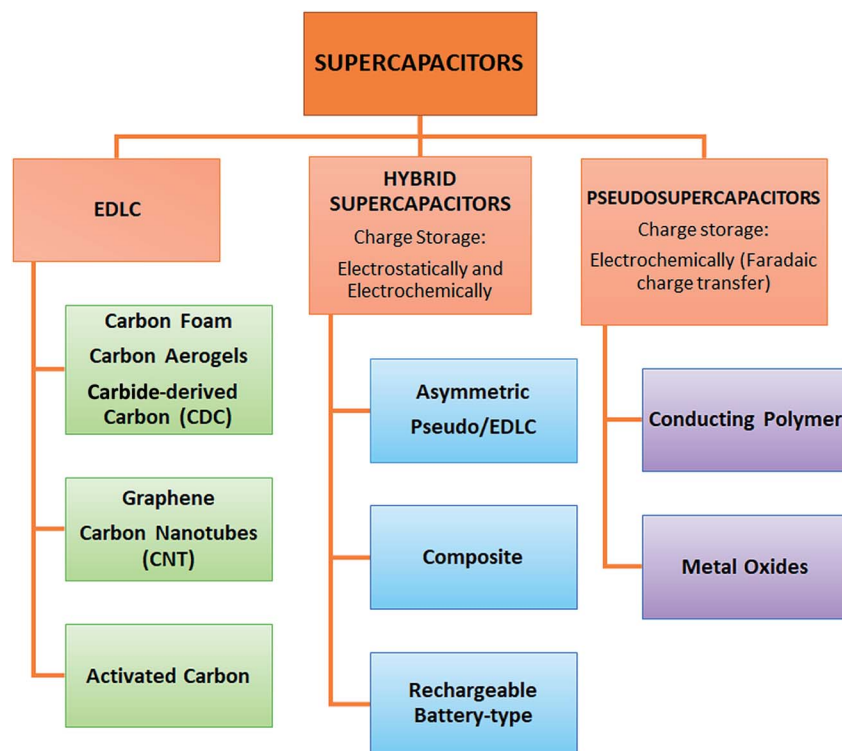 SUPERCAPACITORS
EDLC
Carbon Foam
Carbon Aerogels
Carbide-derived
Carbon (CDC)
Graphene
Carbon Nanotubes
(CNT)
Activated Carbon
HYBRID
SUPERCAPACITORS
Charge Storage:
Electrostatically and
Electrochemically
Asymmetric
Pseudo/EDLC
Composite
Rechargeable
Battery-type
PSEUDOSUPERCAPACITORS
Charge storage:
Electrochemically (Faradaic
charge transfer)
Conducting Polymer
Metal Oxides